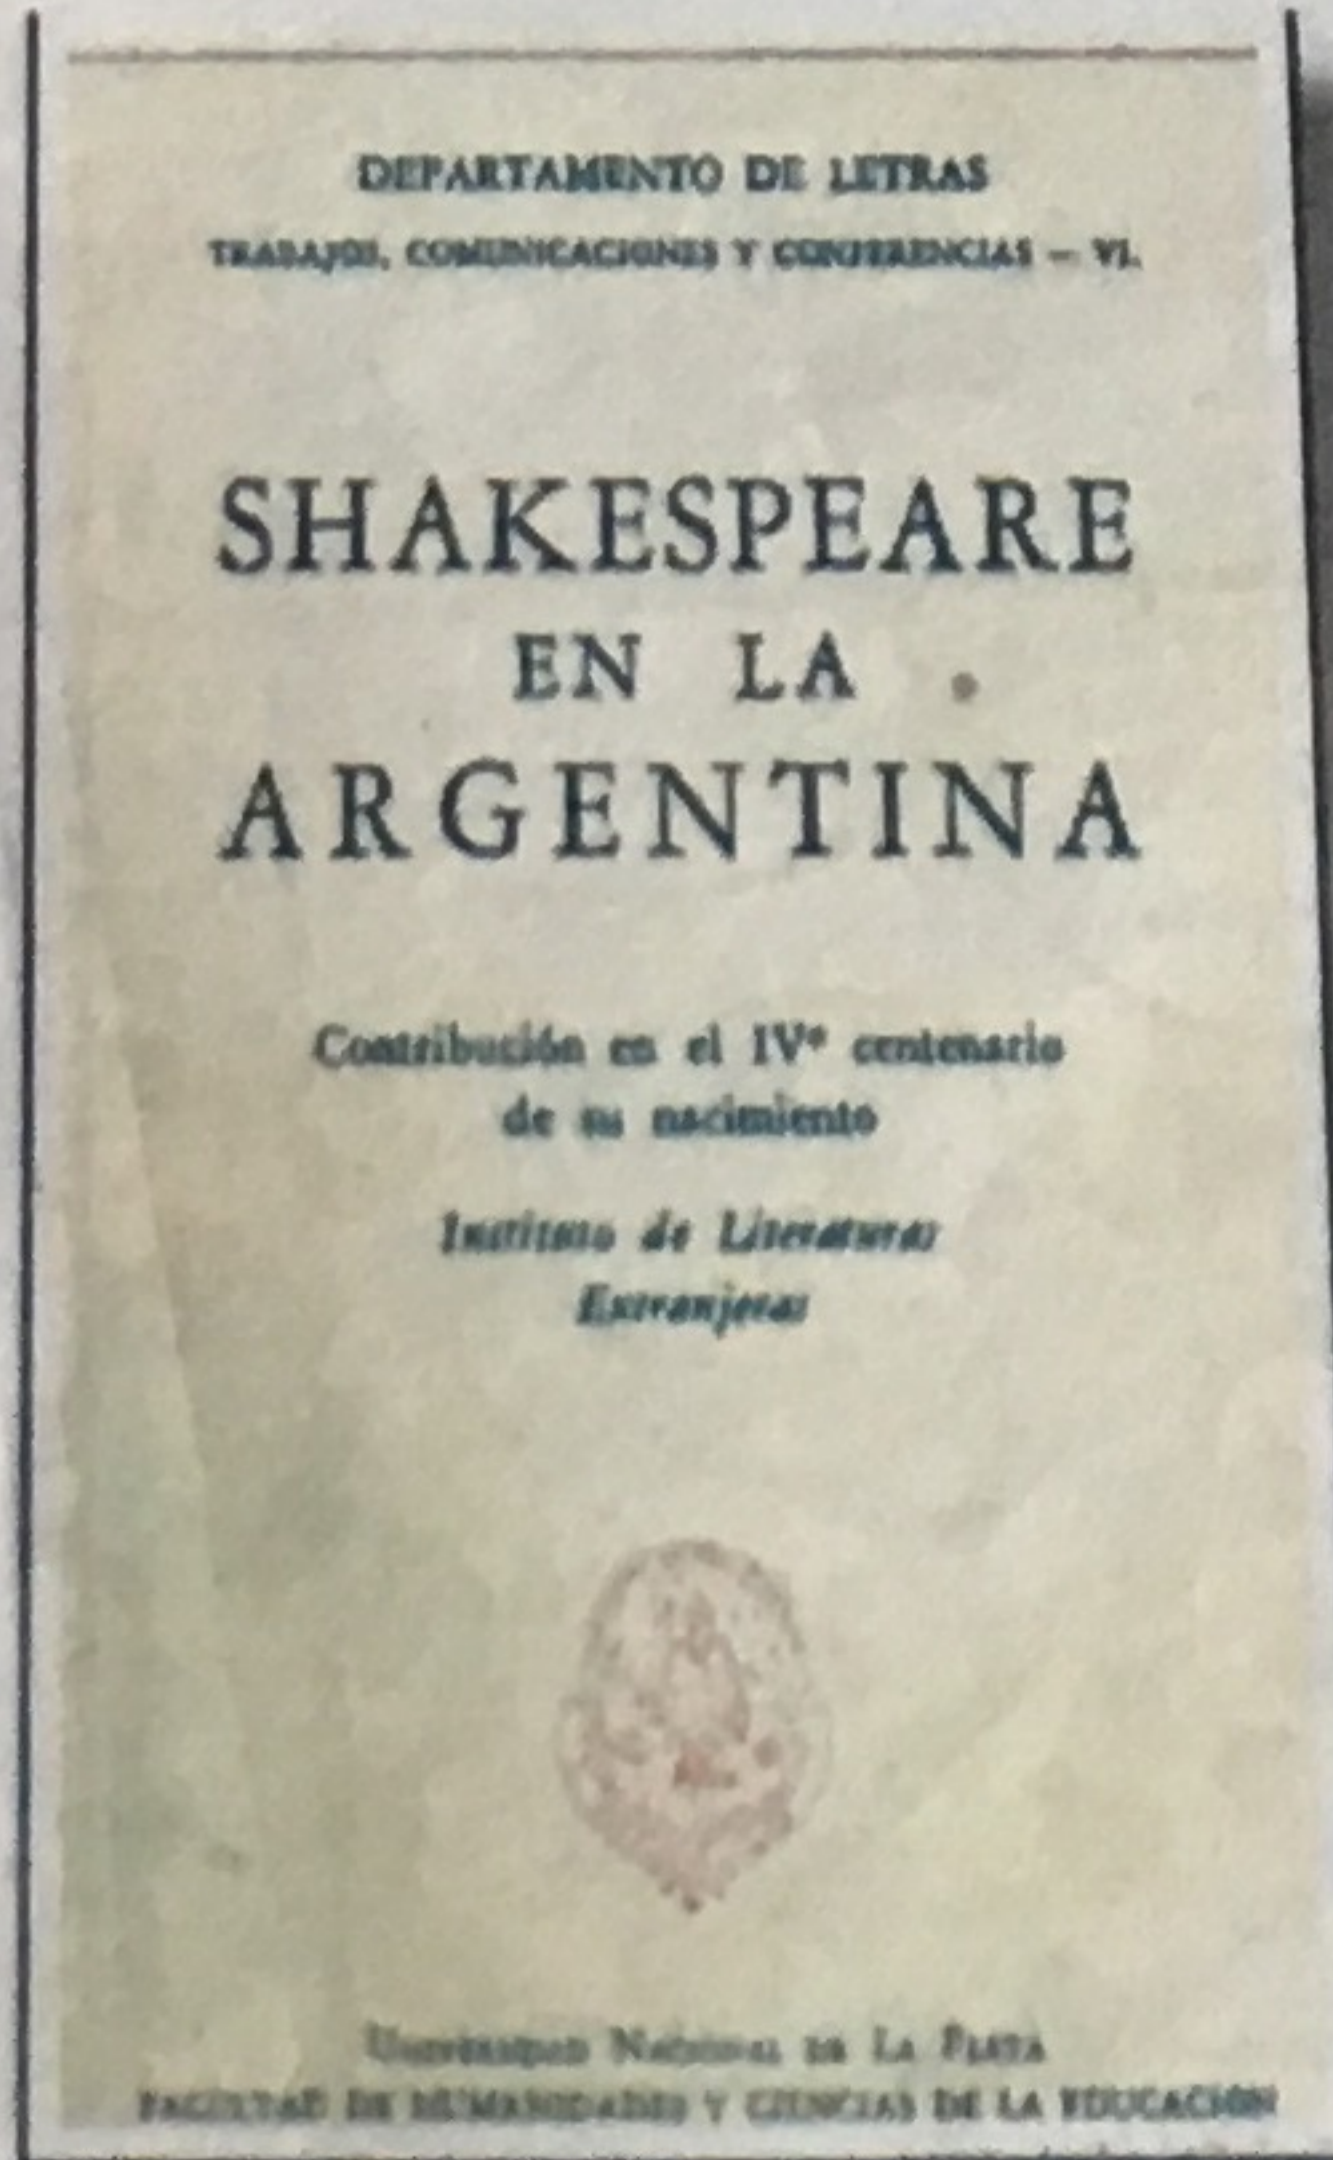 DEPARTAMENTO DE LETRAS
TRABAJOS, COMUNICACIONES Y CONFERENCIAS – VI.
SHAKESPEARE
EN LA
ARGENTINA
Contribución en el IVº centenario
de su nacimiento
Instituto de Literaturas
Extranjeras
UNIVERSIDAD NACIONAL DE LA PLATA
FACULTAD DE HUMANIDADES Y CIENCIAS DE LA EDUCACIÓN